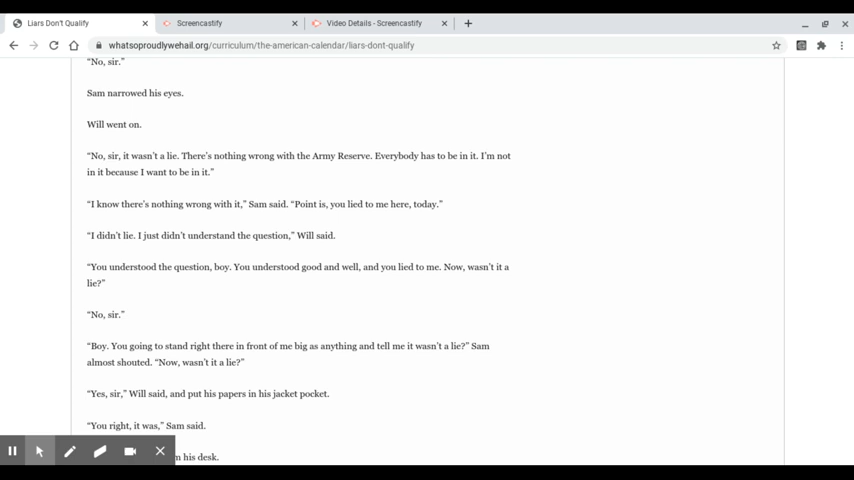 Liars Don't Qualify
Screencastify
Video Details - Screencastify
whatsoproudlywehail.org/curriculum/the-american-calendar/liars-dont-qualify
“No, sir.”
Sam narrowed his eyes.
Will went on.
“No, sir, it wasn’t a lie. There’s nothing wrong with the Army Reserve. Everybody has to be in it. I’m not
in it because I want to be in it.”
“I know there’s nothing wrong with it,” Sam said. “Point is, you lied to me here, today.”
“I didn’t lie. I just didn’t understand the question,” Will said.
“You understood the question, boy. You understood good and well, and you lied to me. Now, wasn’t it a
lie?”
“No, sir.”
“Boy. You going to stand right there in front of me big as anything and tell me it wasn’t a lie?” Sam
almost shouted. “Now, wasn’t it a lie?”
“Yes, sir,” Will said, and put his papers in his jacket pocket.
“You right, it was,” Sam said.
n his desk.